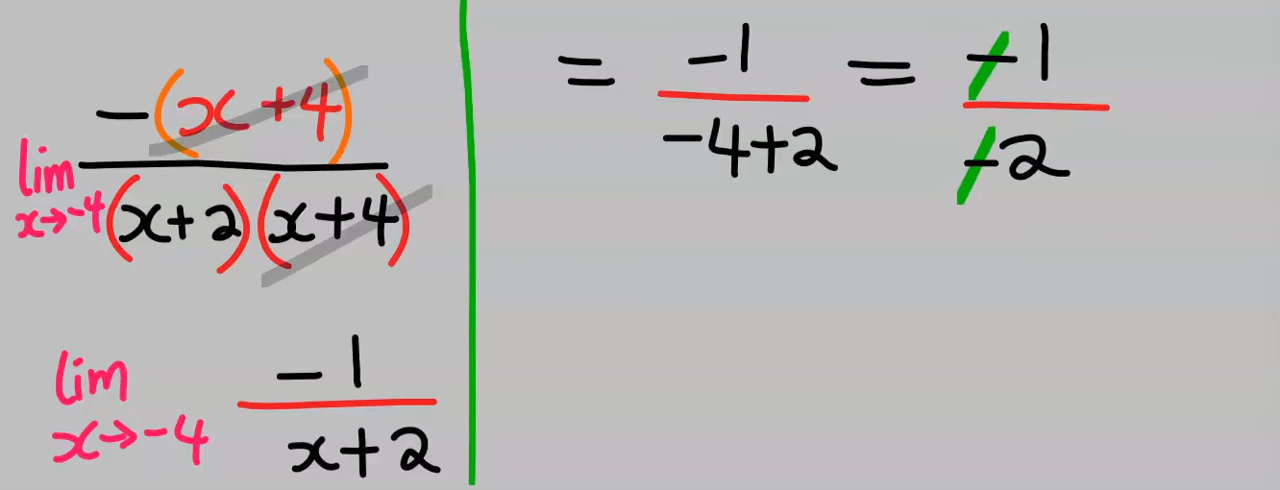 -(x+4)
lim
x→-4 (x+2)(x+4)
lim -1
x→-4 x+2
= -1 = -1
-4+2 -2